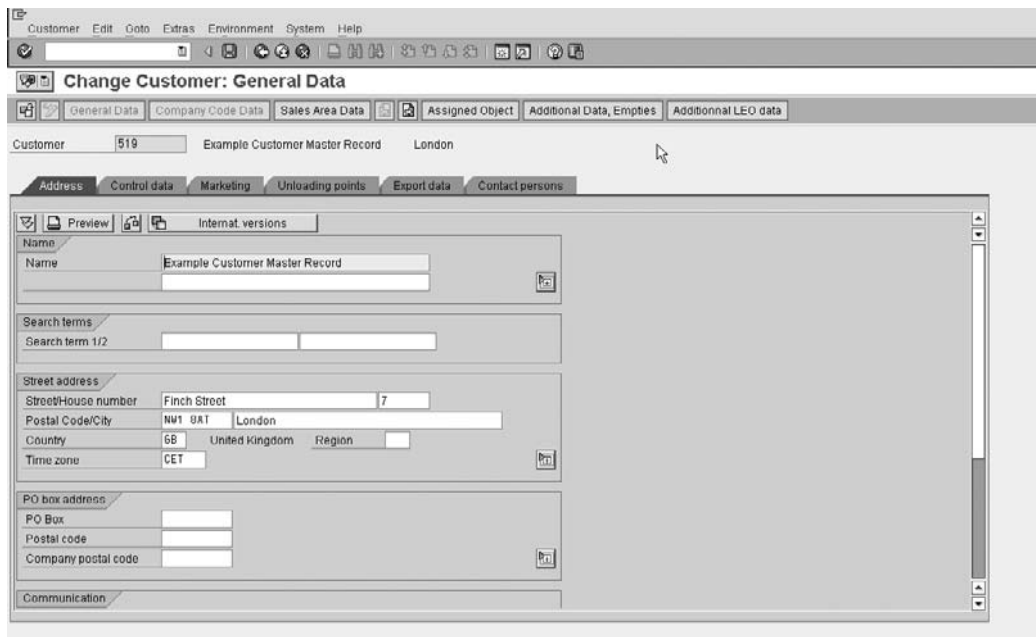 Customer Edit Goto Extras Environment System Help
Change Customer: General Data
General Data Company Code Data Sales Area Data Assigned Object Additional Data, Empties Additionnal LEO data
Customer 519 Example Customer Master Record London
Address Control data Marketing Unloading points Export data Contact persons
Preview Internat. versions
Name
Name Example Customer Master Record
Search terms
Search term 1/2
Street address
Street/House number Finch Street 7
Postal Code/City NW1 8AT London
Country GB United Kingdom Region
Time zone CET
PO box address
PO Box
Postal code
Company postal code
Communication